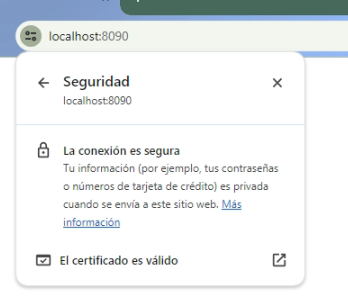 localhost:8090
Seguridad
localhost:8090
La conexión es segura
Tu información (por ejemplo, tus contraseñas
o números de tarjeta de crédito) es privada
cuando se envía a este sitio web. Más
información
El certificado es válido